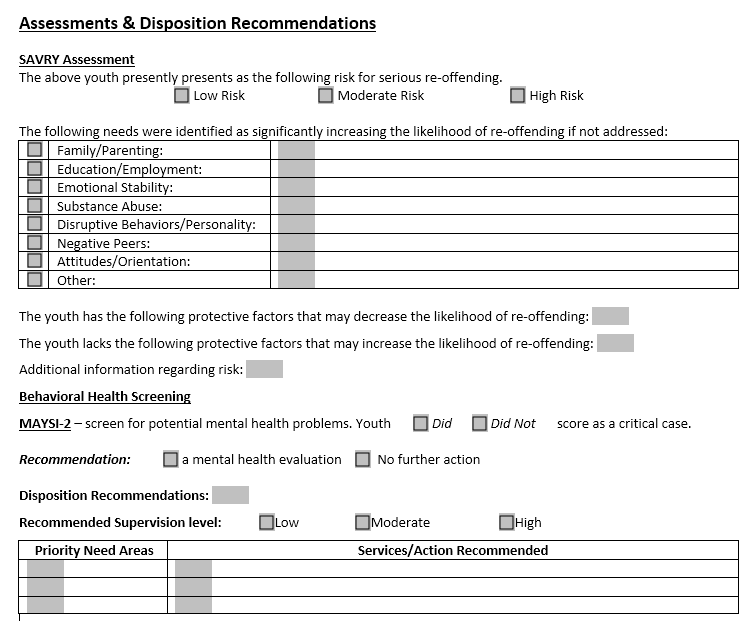 Assessments & Disposition Recommendations
SAVRY Assessment
The above youth presently presents as the following risk for serious re-offending.
Low Risk Moderate Risk High Risk
The following needs were identified as significantly increasing the likelihood of re-offending if not addressed:
Family/Parenting:
Education/Employment:
Emotional Stability:
Substance Abuse:
Disruptive Behaviors/Personality:
Negative Peers:
Attitudes/Orientation:
Other:
The youth has the following protective factors that may decrease the likelihood of re-offending:
The youth lacks the following protective factors that may increase the likelihood of re-offending:
Additional information regarding risk:
Behavioral Health Screening
MAYSI-2 – screen for potential mental health problems. Youth Did Did Not score as a critical case.
Recommendation: a mental health evaluation No further action
Disposition Recommendations:
Recommended Supervision level: Low Moderate High
Priority Need Areas Services/Action Recommended